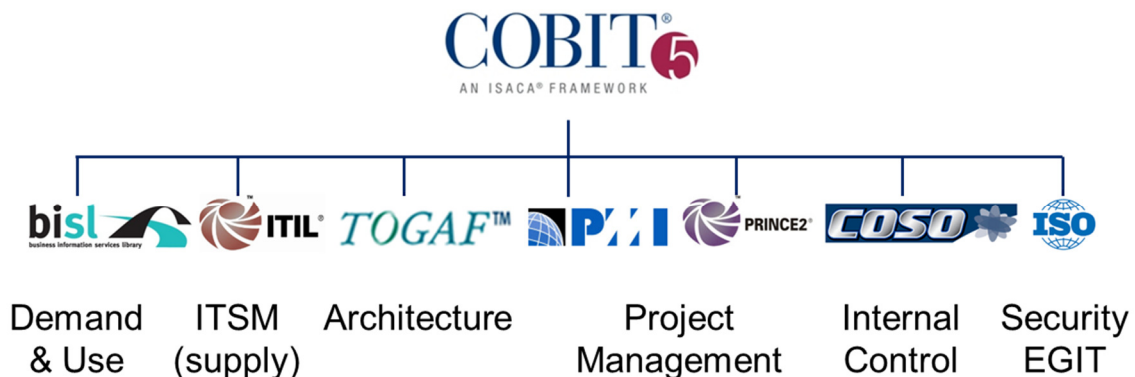 COBIT® 5
AN ISACA® FRAMEWORK
bisl
business information services library
ITIL®
TOGAF™
PMI
PRINCE2®
COSO
ISO
Demand & Use
ITSM (supply)
Architecture
Project Management
Internal Control
Security EGIT